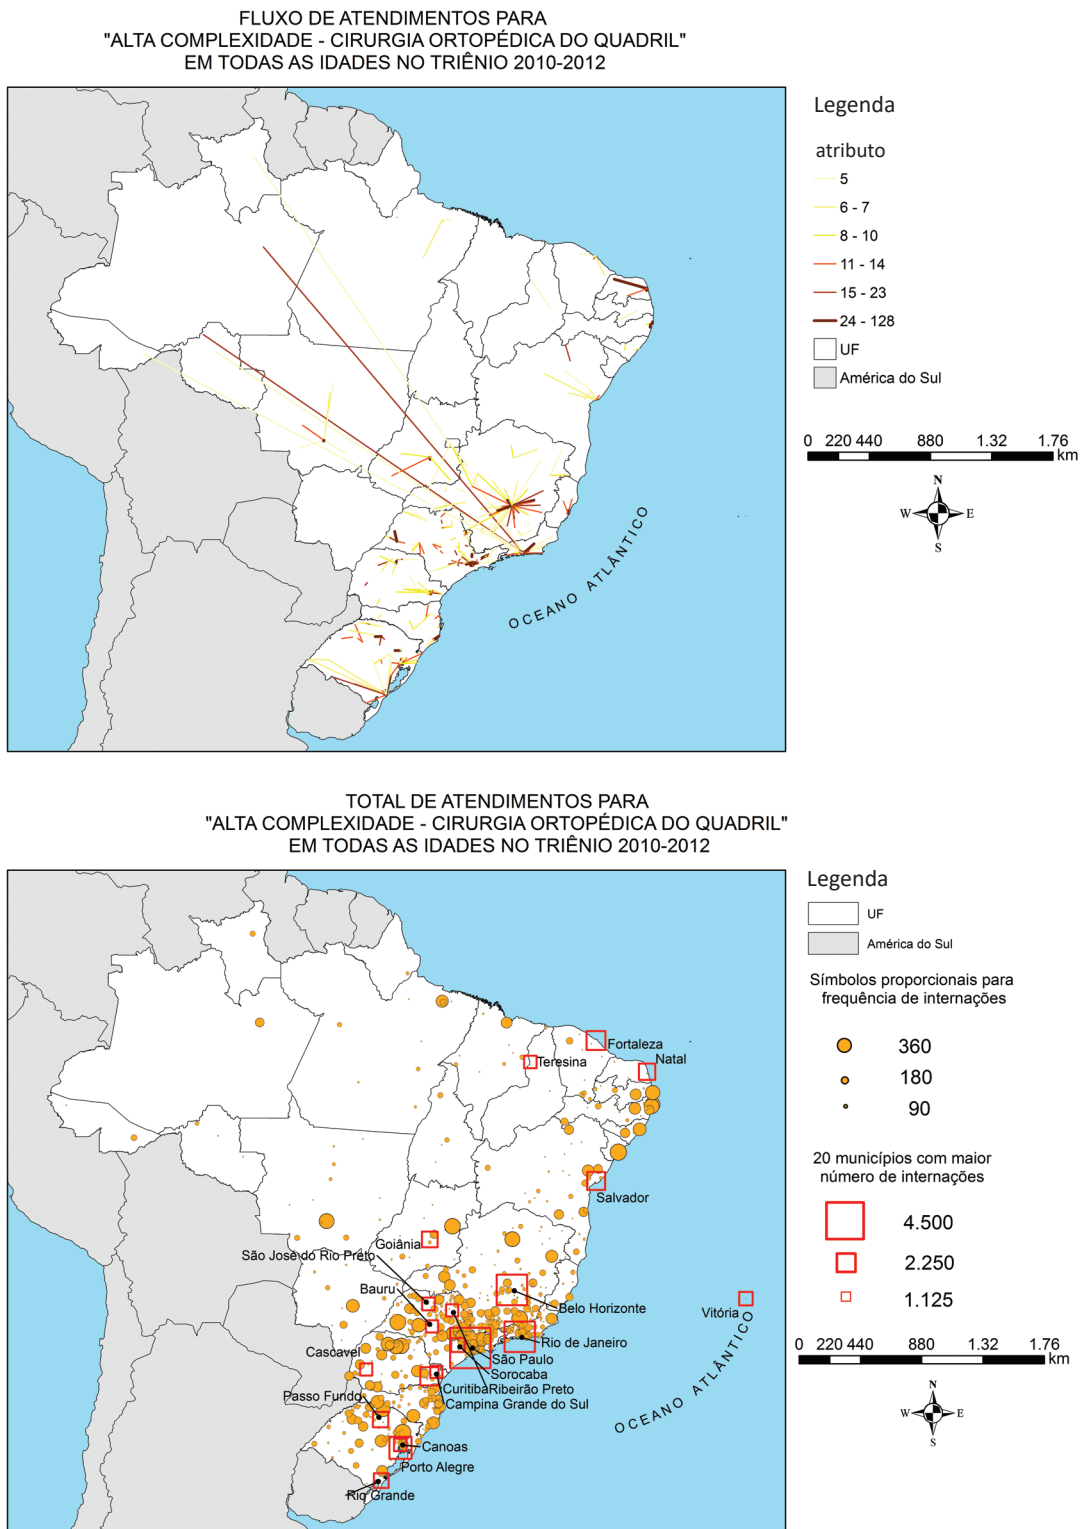 FLUXO DE ATENDIMENTOS PARA
"ALTA COMPLEXIDADE - CIRURGIA ORTOPÉDICA DO QUADRIL"
EM TODAS AS IDADES NO TRIÊNIO 2010-2012
Legenda
atributo
5
6 - 7
8 - 10
11 - 14
15 - 23
24 - 128
UF
América do Sul
0 220 440 880 1.32 1.76
km
N
W E
S
OCEANO ATLÂNTICO
TOTAL DE ATENDIMENTOS PARA
"ALTA COMPLEXIDADE - CIRURGIA ORTOPÉDICA DO QUADRIL"
EM TODAS AS IDADES NO TRIÊNIO 2010-2012
Legenda
UF
América do Sul
Símbolos proporcionais para
frequência de internações
360
180
90
20 municípios com maior
número de internações
4.500
2.250
1.125
Fortaleza
Natal
Teresina
Salvador
Goiânia
São José do Rio Preto
Bauru
Belo Horizonte
Vitória
Rio de Janeiro
São Paulo
Cascavel
Sorocaba
Curitiba
Ribeirão Preto
Passo Fundo
Campina Grande do Sul
Canoas
Porto Alegre
Rio Grande
OCEANO ATLÂNTICO
0 220 440 880 1.32 1.76
km
N
W E
S